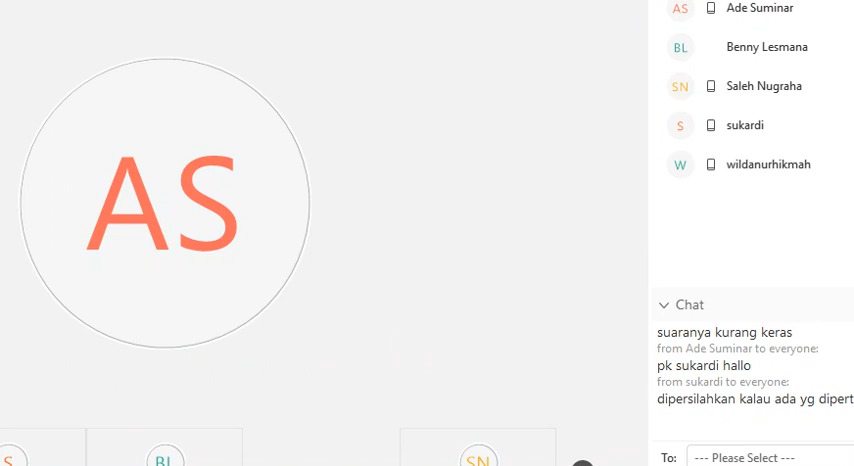 AS
AS Ade Suminar
BL Benny Lesmana
SN Saleh Nugraha
S sukardi
W wildanurhikmah
Chat
suaranya kurang keras
from Ade Suminar to everyone:
pk sukardi hallo
from sukardi to everyone:
dipersilahkan kalau ada yg dipert
To: --- Please Select ---
S
BL
SN